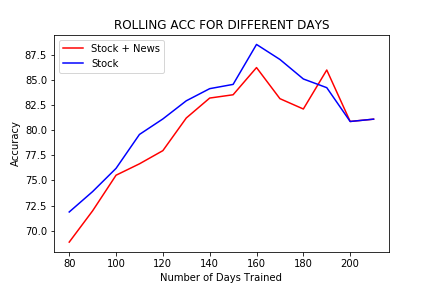 ROLLING ACC FOR DIFFERENT DAYS
Stock + News
Stock
87.5
85.0
82.5
80.0
77.5
75.0
72.5
70.0
Accuracy
80 100 120 140 160 180 200
Number of Days Trained